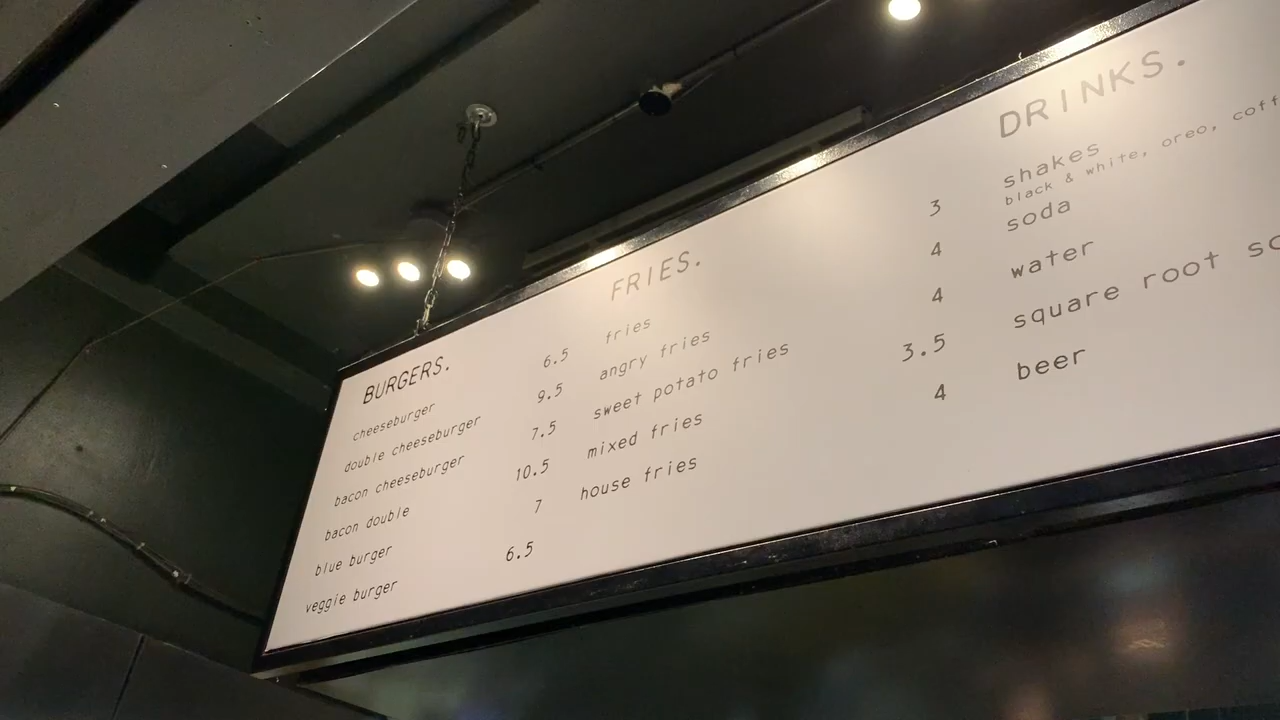 BURGERS.
cheeseburger 6.5
double cheeseburger 9.5
bacon cheeseburger 7.5
bacon double 10.5
blue burger 7
veggie burger 6.5
FRIES.
fries 3
angry fries 4
sweet potato fries 4
mixed fries 3.5
house fries 4
DRINKS.
shakes
black & white, oreo,
soda
water
square root
beer